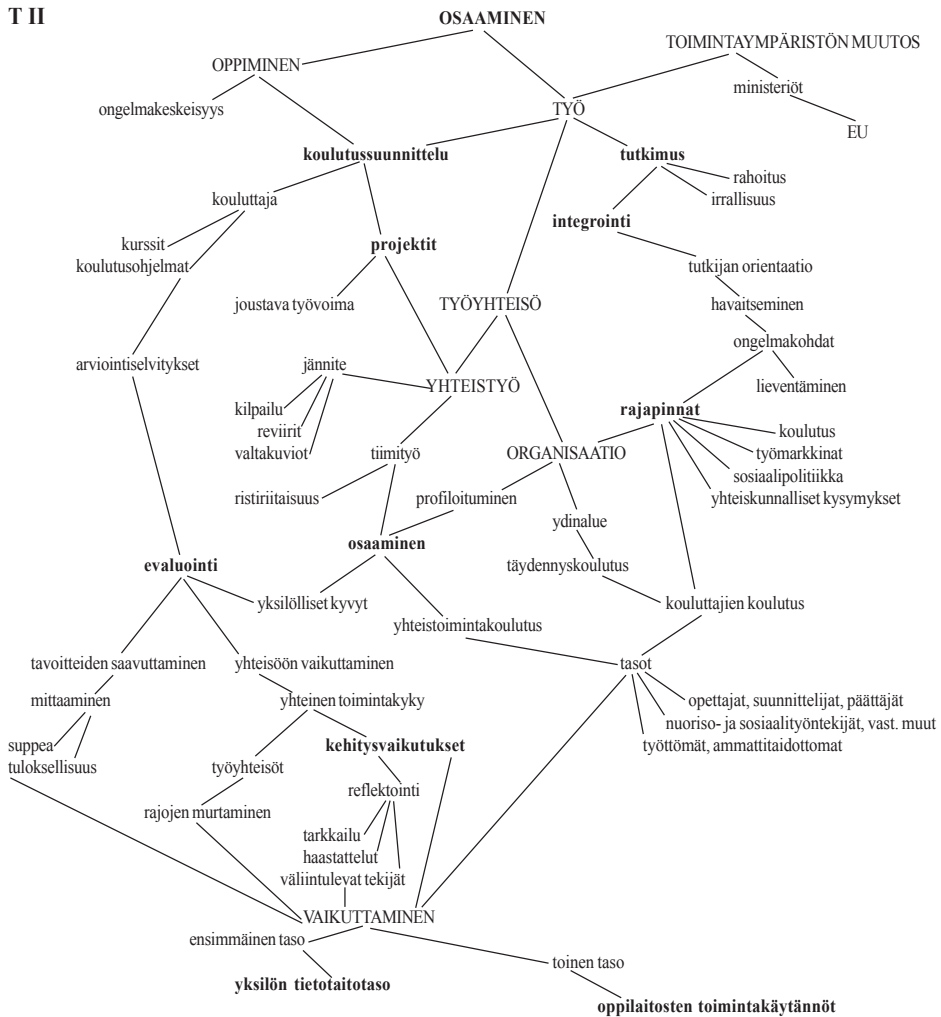 T II
OSAAMINEN
TOIMINTAYMPÄRISTÖN MUUTOS
OPPIMINEN
ministeriöt
ongelmakeskeisyys
TYÖ
EU
koulutussuunnittelu
tutkimus
rahoitus
kouluttaja
irrallisuus
integrointi
kurssit
projektit
koulutusohjelmat
tutkijan orientaatio
joustava työvoima
TYÖYHTEISÖ
havaitseminen
ongelmakohdat
arviointiselvitykset
jännite
YHTEISTYÖ
lieventäminen
kilpailu
rajapinnat
reviirit
koulutus
valtakuviot
tiimityö
ORGANISAATIO
työmarkkinat
sosiaalipolitiikka
ristiriitaisuus
profiloituminen
yhteiskunnalliset kysymykset
ydinalue
osaaminen
evaluointi
täydennyskoulutus
yksilölliset kyvyt
kouluttajien koulutus
yhteistoimintakoulutus
tavoitteiden saavuttaminen
yhteisöön vaikuttaminen
tasot
mittaaminen
yhteinen toimintakyky
opettajat, suunnittelijat, päättäjät
nuoriso- ja sosiaalityöntekijät, vast. muut
suppea
kehitysvaikutukset
työttömät, ammattitaidottomat
tuloksellisuus
työyhteisöt
reflektointi
rajojen murtaminen
tarkkailu
haastattelut
väliintulevat tekijät
VAIKUTTAMINEN
ensimmäinen taso
toinen taso
yksilön tietotaitotaso
oppilaitosten toimintakäytännöt